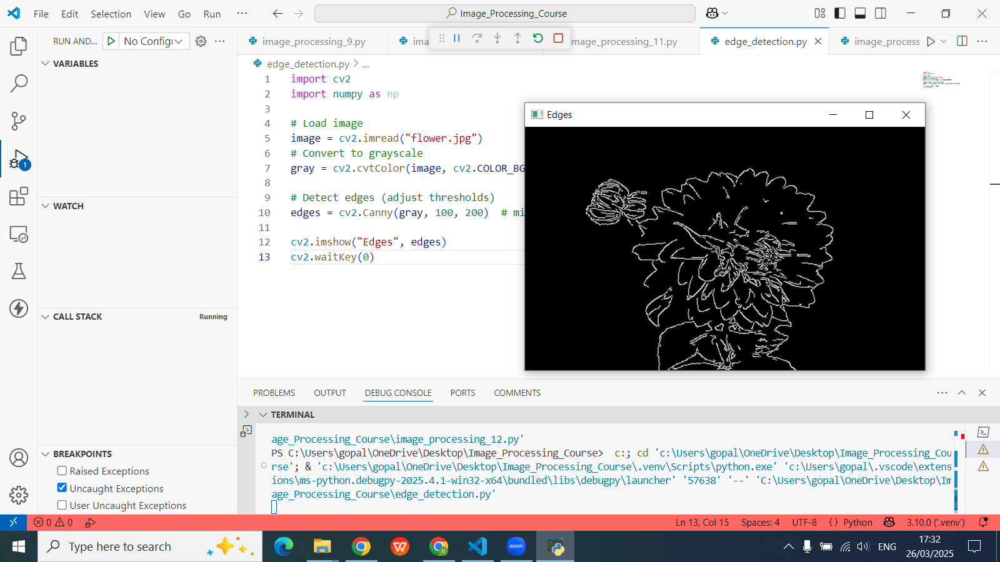 File Edit Selection View Go Run ···
Image_Processing_Course
RUN AND... No Configu
image_processing_9.py
ima
image_processing_11.py
edge_detection.py
image_process
VARIABLES
WATCH
CALL STACK Running
BREAKPOINTS
Raised Exceptions
Uncaught Exceptions
User Uncaught Exceptions
1
edge_detection.py > ...
1 import cv2
2 import numpy as np
3
4 # Load image
5 image = cv2.imread("flower.jpg")
6 # Convert to grayscale
7 gray = cv2.cvtColor(image, cv2.COLOR_BG
8
9 # Detect edges (adjust thresholds)
10 edges = cv2.Canny(gray, 100, 200) # mi
11
12 cv2.imshow("Edges", edges)
13 cv2.waitKey(0)
Edges
PROBLEMS OUTPUT DEBUG CONSOLE PORTS COMMENTS
TERMINAL
age_Processing_Course\image_processing_12.py'
PS C:\Users\gopal\OneDrive\Desktop\Image_Processing_Course> c:; cd 'c:\Users\gopal\OneDrive\Desktop\Image_Processing_Cou
rse'; & 'c:\Users\gopal\OneDrive\Desktop\Image_Processing_Course\.venv\Scripts\python.exe' 'c:\Users\gopal\.vscode\extens
ions\ms-python.debugpy-2025.4.1-win32-x64\bundled\libs\debugpy\launcher' '57638' '--' 'C:\Users\gopal\OneDrive\Desktop\Im
age_Processing_Course\edge_detection.py'
0 0 Ln 13, Col 15 Spaces: 4 UTF-8 {} Python 3.10.0 ('.venv')
Type here to search
zoom
ENG
17:32
26/03/2025